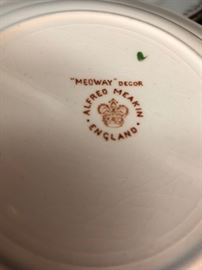 "MEDWAY" DECOR
ALFRED MEAKIN
ENGLAND